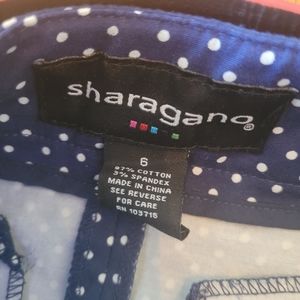 sharagano®
6
97% COTTON
3% SPANDEX
MADE IN CHINA
SEE REVERSE
FOR CARE
RN 103715